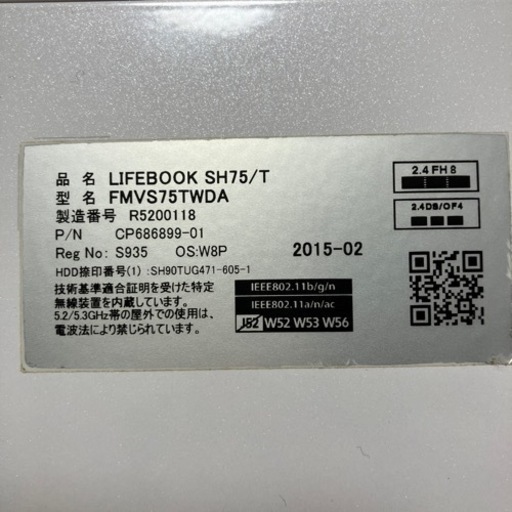 品 名 LIFEBOOK SH75/T
型 名 FMVS75TWDA
製造番号 R5200118
P/N CP686899-01
Reg No: S935 OS:W8P 2015-02
HDD捺印番号(1) :SH90TUG471-605-1
技術基準適合証明を受けた特定
無線装置を内蔵しています。
5.2/5.3GHz帯の屋外での使用は、
電波法により禁じられています。
2.4 FH 8
2.4DS/OF4
IEEE802.11b/g/n
IEEE802.11a/n/ac
J52 W52 W53 W56